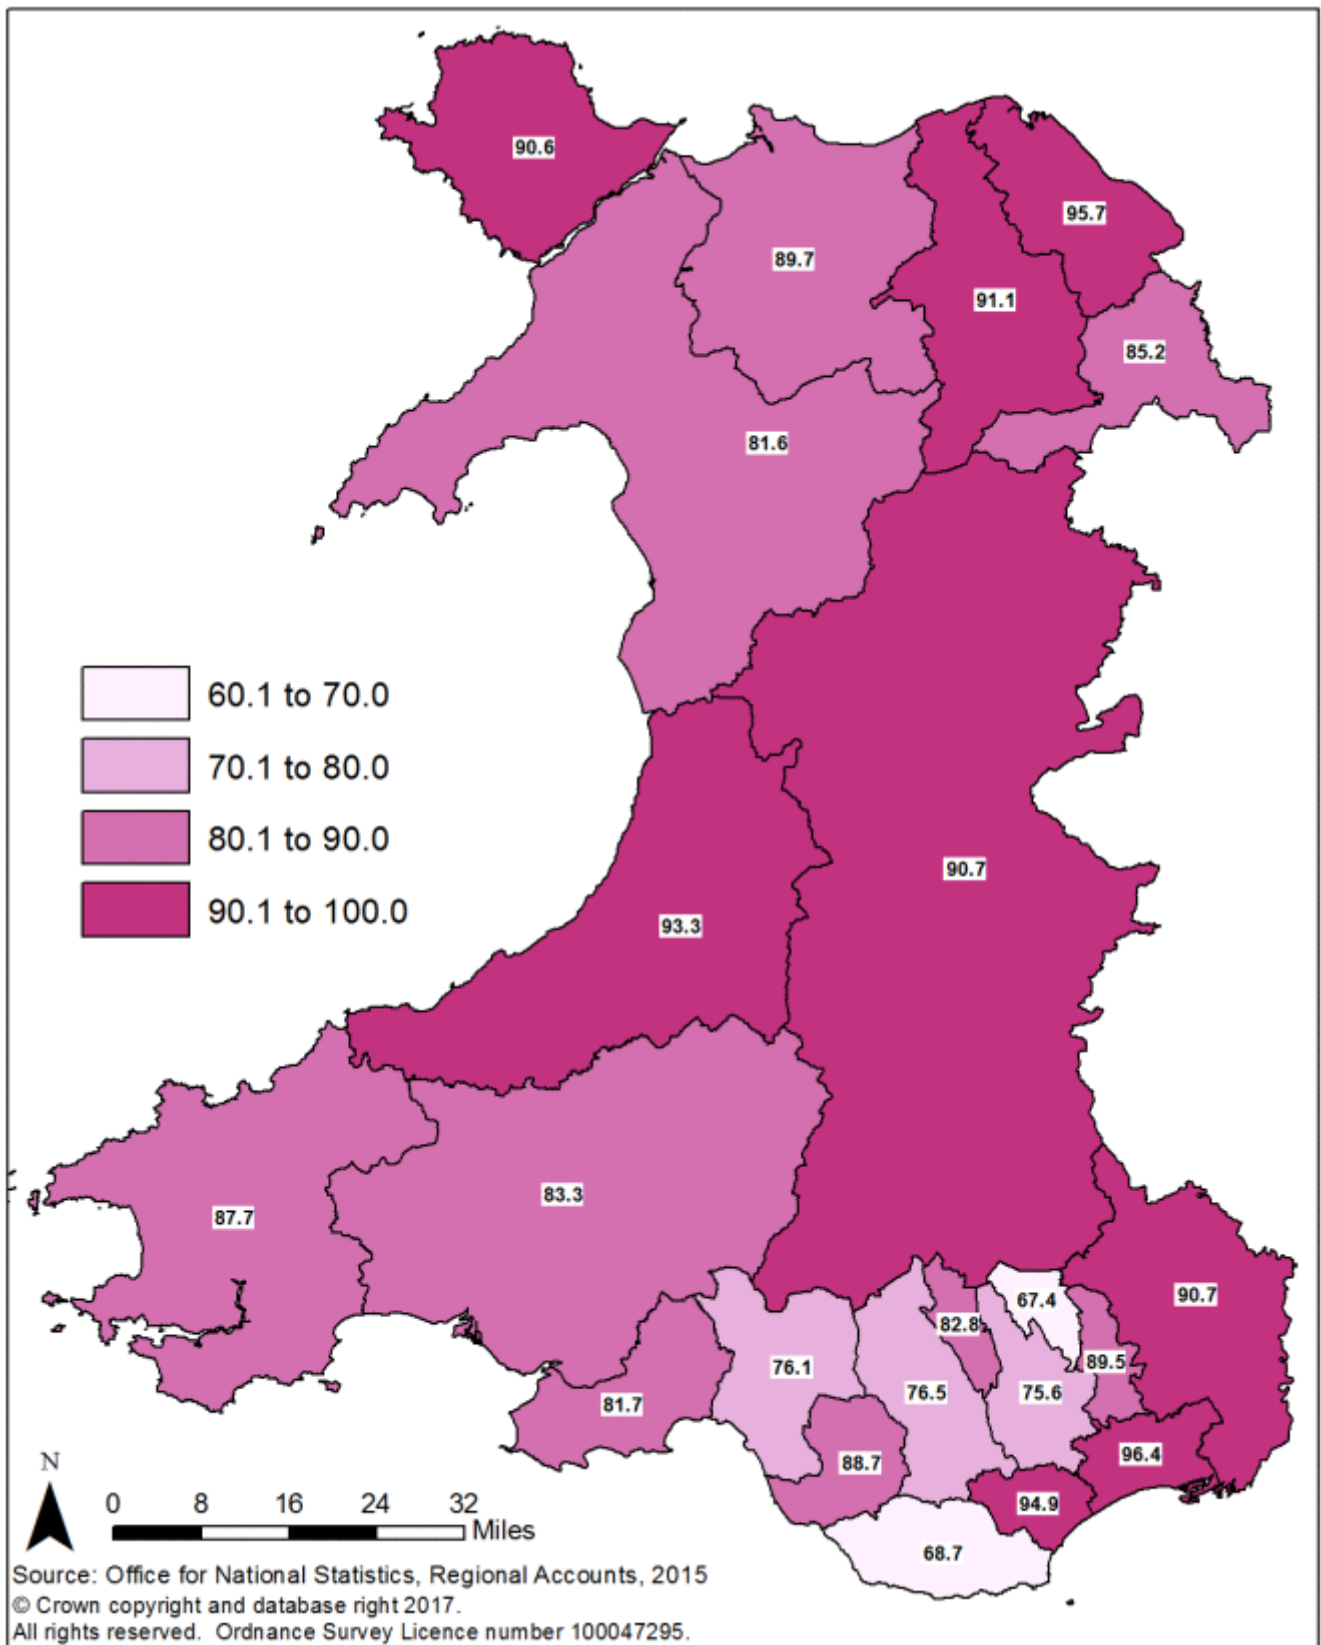 90.6
95.7
89.7
91.1
85.2
81.6
60.1 to 70.0
70.1 to 80.0
80.1 to 90.0
90.1 to 100.0
90.7
93.3
83.3
87.7
90.7
67.4
82.8
89.5
76.1
76.5
75.6
81.7
96.4
88.7
94.9
68.7
N
0 8 16 24 32
Miles
Source: Office for National Statistics, Regional Accounts, 2015
© Crown copyright and database right 2017.
All rights reserved. Ordnance Survey Licence number 100047295.